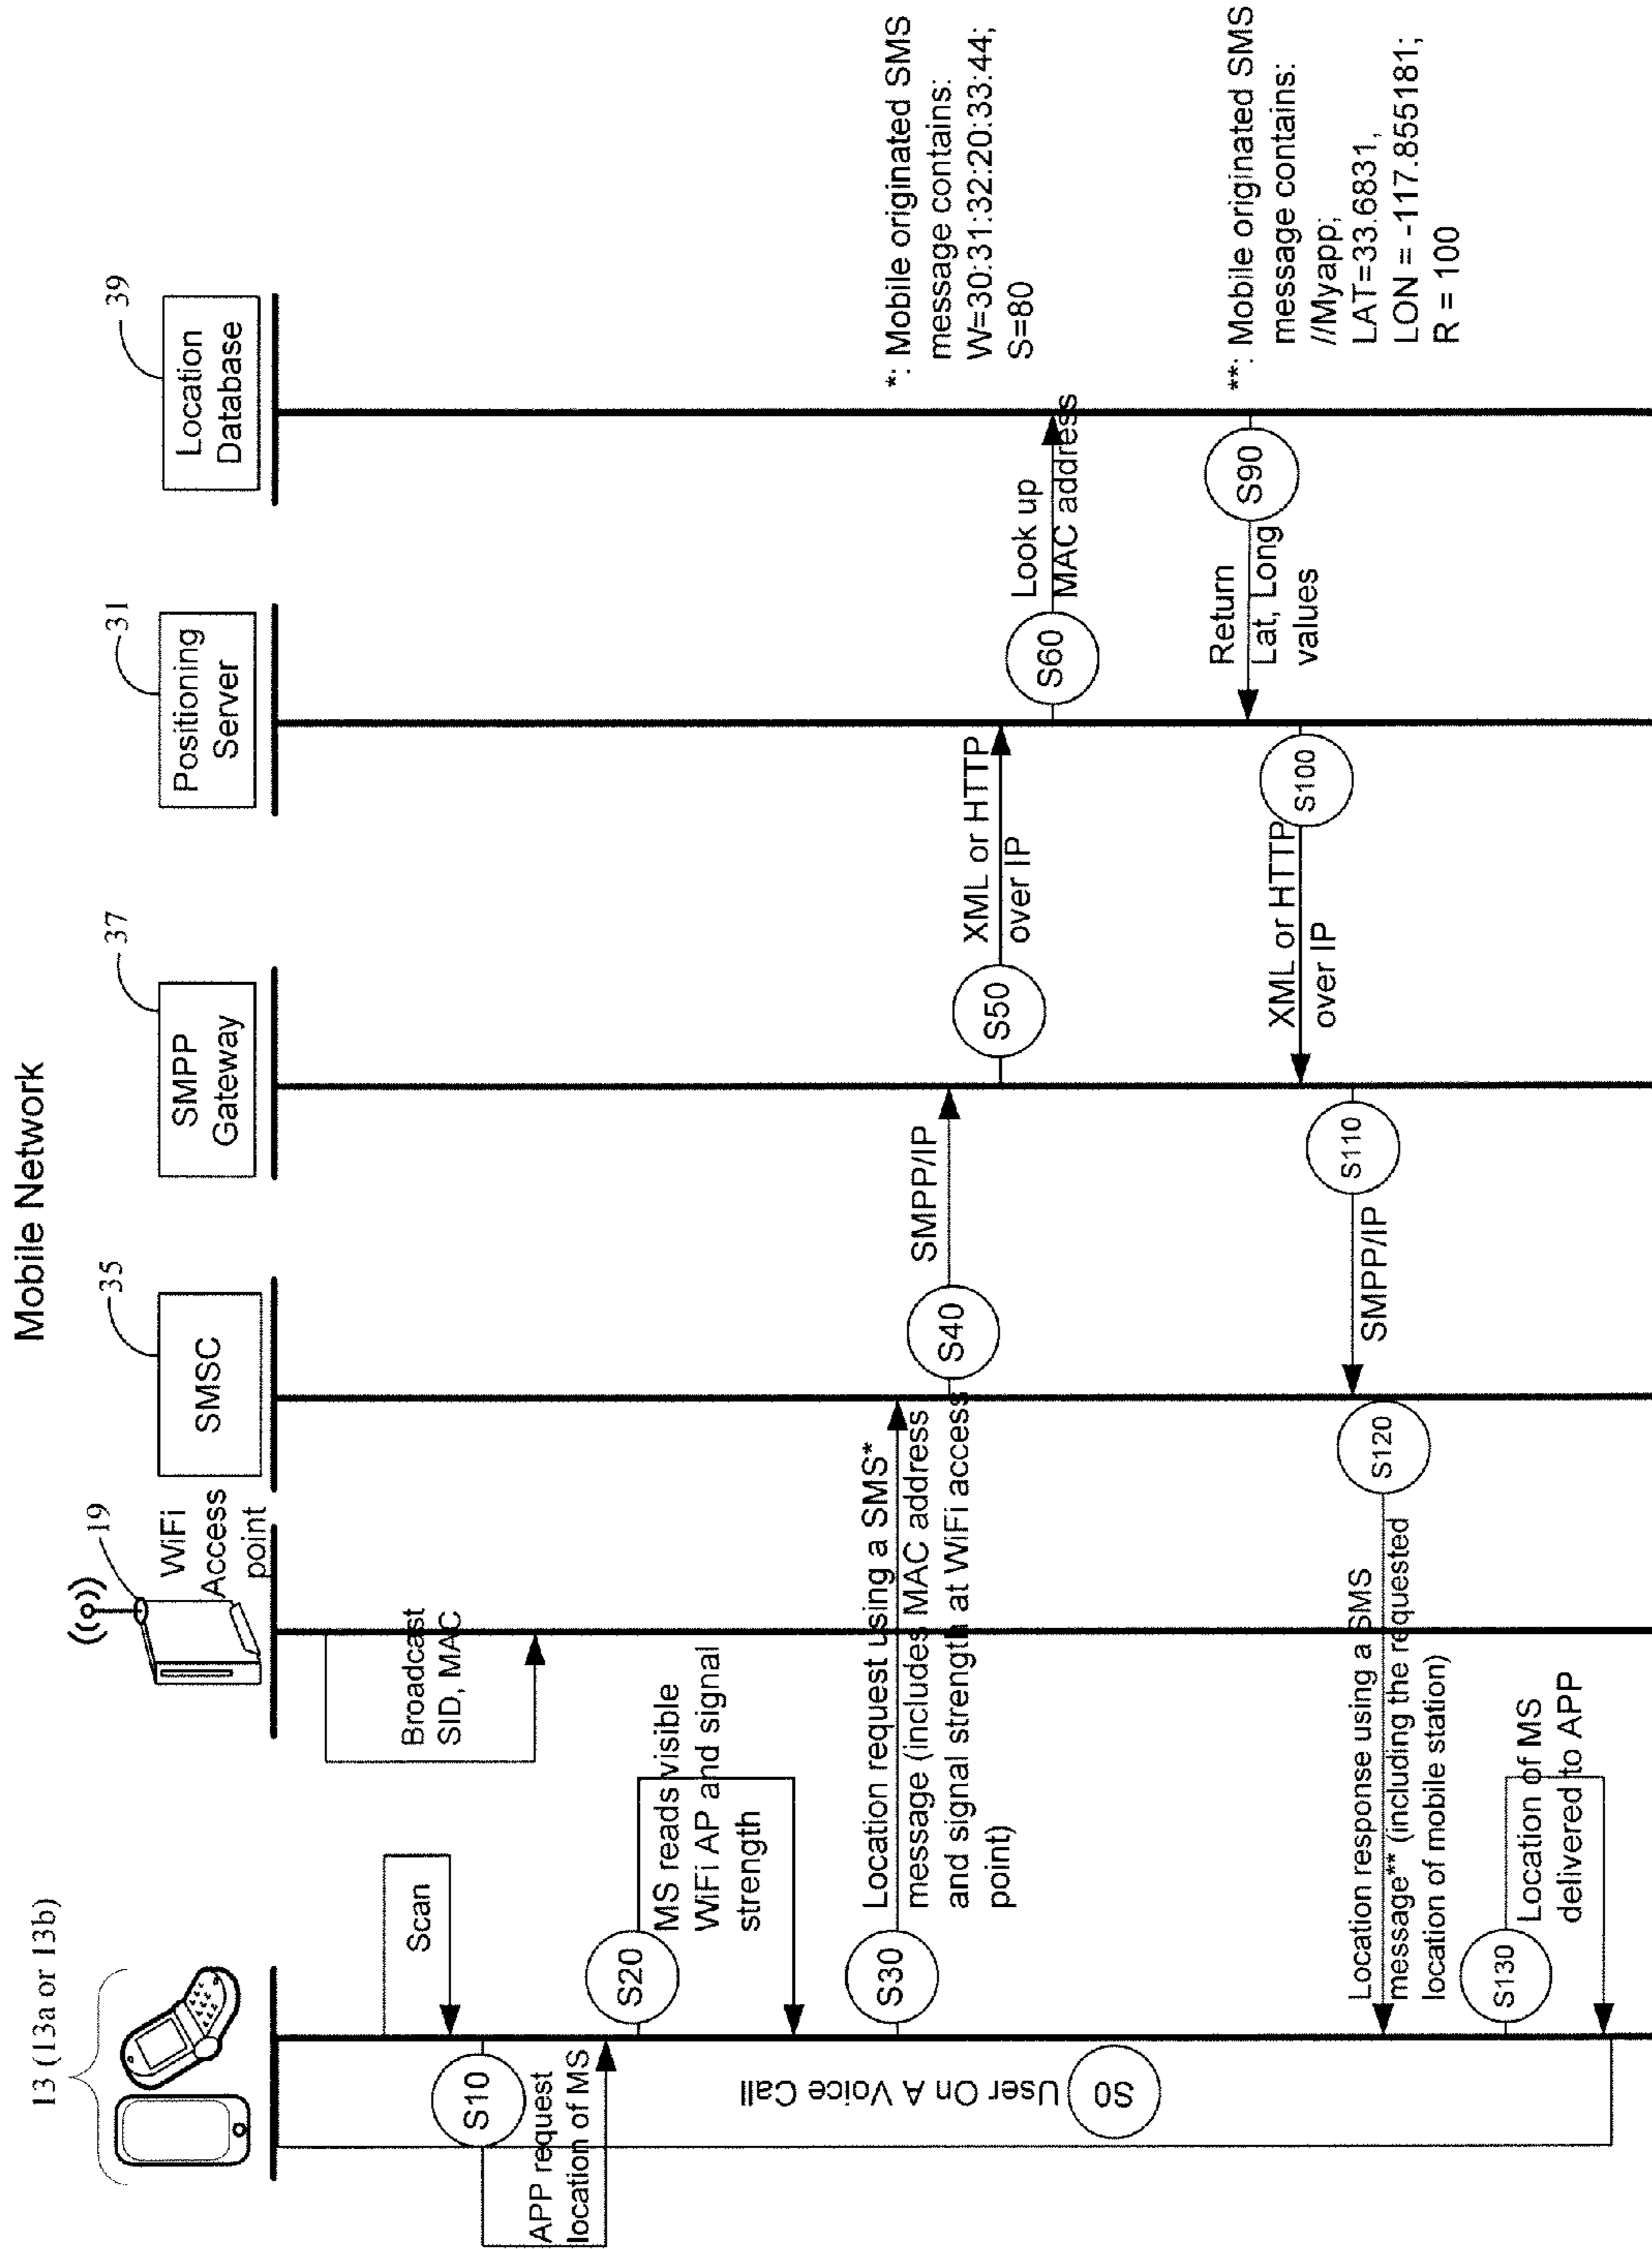 Mobile Network
13 (13a or 13b)
19
WiFi
Access
point
35
SMSC
37
SMPP
Gateway
31
Positioning
Server
39
Location
Database
Broadcast
SID, MAC
Scan
S10
APP request
location of MS
S20
MS reads visible
WiFi AP and signal
strength
S0
User On A Voice Call
S30
Location request using a SMS*
message (includes MAC address
and signal strength at WiFi access
point)
S40
SMPP/IP
S50
XML or HTTP
over IP
S60
Look up
MAC address
*: Mobile originated SMS
message contains:
W=30:31:32:20:33:44;
S=80
S90
Return
Lat, Long
values
S100
XML or HTTP
over IP
S110
SMPP/IP
S120
Location response using a SMS
message** (including the requested
location of mobile station)
S130
Location of MS
delivered to APP
**: Mobile originated SMS
message contains:
//Myapp;
LAT=33.6831,
LON = -117.855181;
R = 100